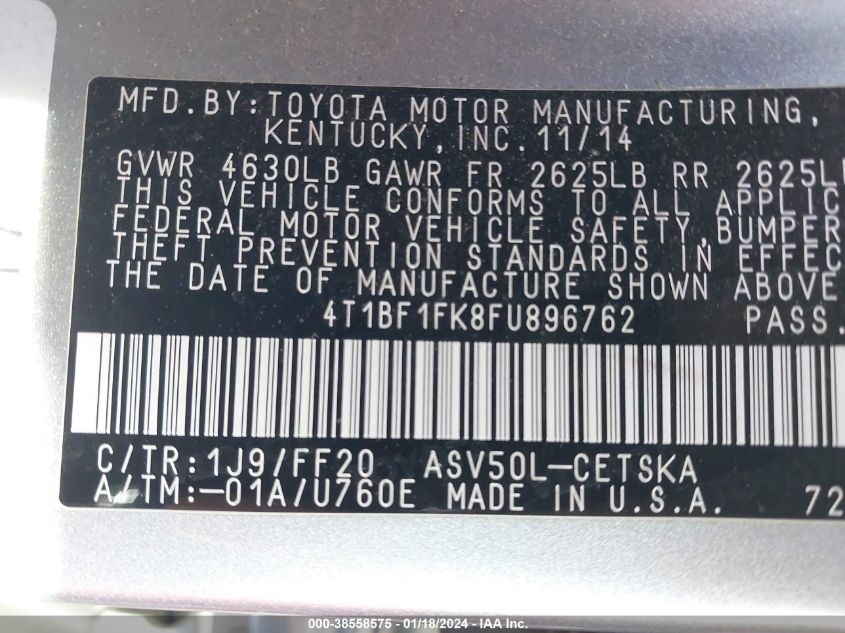 MFD.BY:TOYOTA MOTOR MANUFACTURING,
KENTUCKY,INC.11/14
GVWR 4630LB GAWR FR 2625LB RR 2625L
THIS VEHICLE CONFORMS TO ALL APPLIC
FEDERAL MOTOR VEHICLE SAFETY,BUMPER
THEFT PREVENTION STANDARDS IN EFFEC
THE DATE OF MANUFACTURE SHOWN ABOVE
4T1BF1FK8FU896762 PASS.
C/TR:1J9/FF20 ASV50L-CETSKA
A/TM:-01A/U760E MADE IN U.S.A. 72
000-38558575 - 01/18/2024 - IAA Inc.